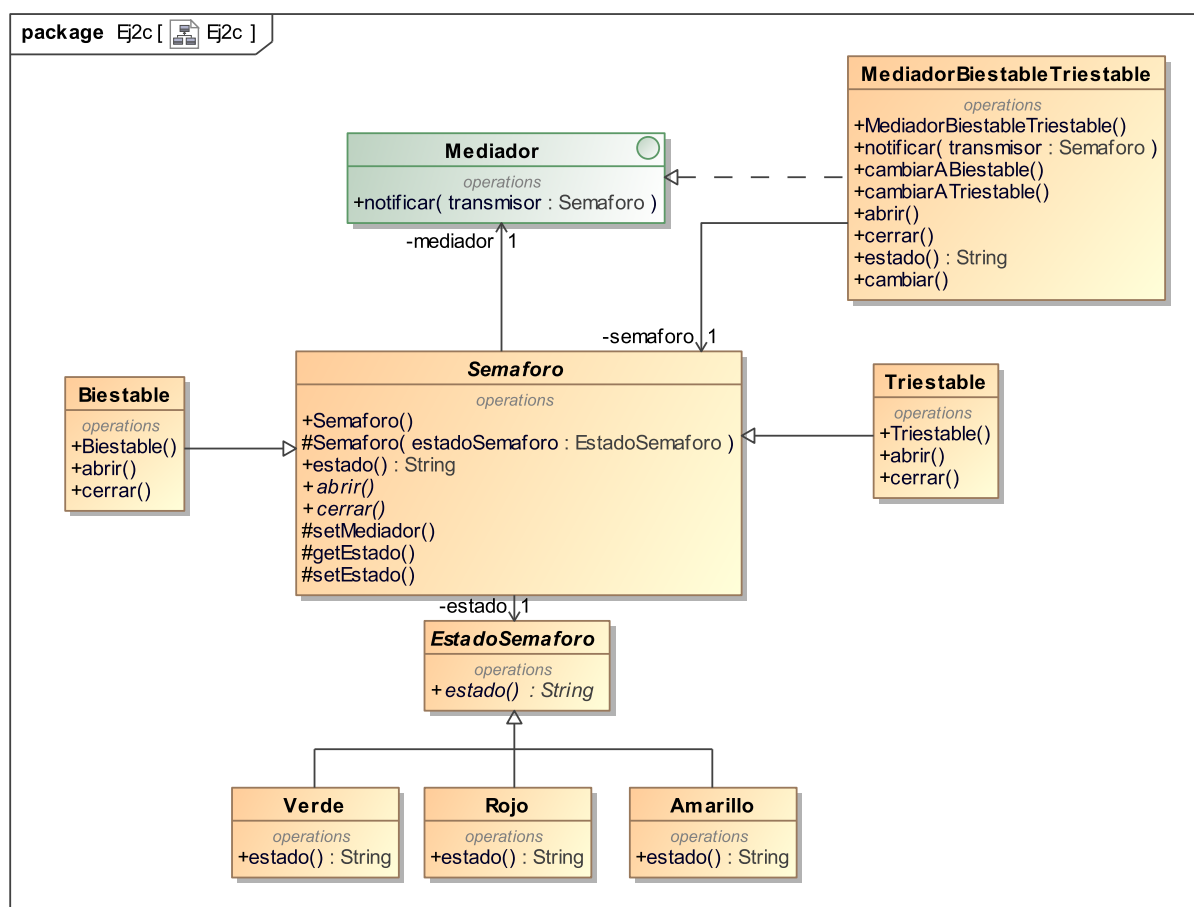 package Ej2c [ Ej2c ]
MediadorBiestableTriestable
operations
+MediadorBiestableTriestable()
+notificar( transmisor : Semaforo )
+cambiarABiestable()
+cambiarATriestable()
+abrir()
+cerrar()
+estado() : String
+cambiar()
Mediador
operations
+notificar( transmisor : Semaforo )
-mediador 1
-semaforo 1
Semaforo
operations
+Semaforo()
#Semaforo( estadoSemaforo : EstadoSemaforo )
+estado() : String
+abrir()
+cerrar()
#setMediador()
#getEstado()
#setEstado()
Biestable
operations
+Biestable()
+abrir()
+cerrar()
Triestable
operations
+Triestable()
+abrir()
+cerrar()
-estado 1
EstadoSemaforo
operations
+estado() : String
Verde
operations
+estado() : String
Rojo
operations
+estado() : String
Amarillo
operations
+estado() : String